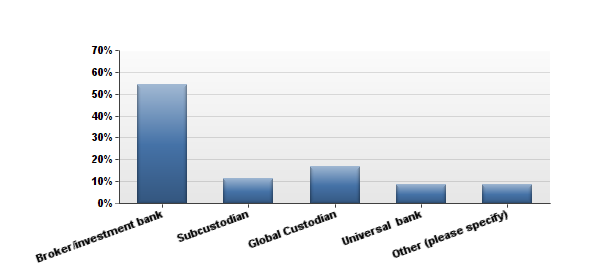 70%
60%
50%
40%
30%
20%
10%
0%
Broker/investment bank
Subcustodian
Global Custodian
Universal  bank
Other (please specify)